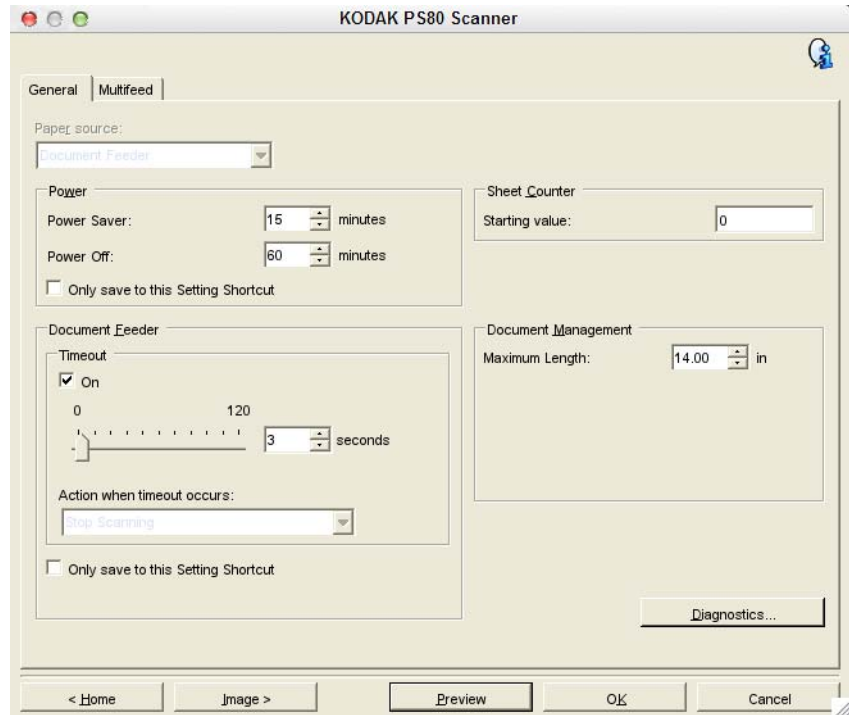 KODAK PS80 Scanner
General Multifeed
Paper source:
Document Feeder
Power
Power Saver: 15 minutes
Power Off: 60 minutes
Only save to this Setting Shortcut
Sheet Counter
Starting value: 0
Document Feeder
Timeout
On
0 120
3 seconds
Action when timeout occurs:
Stop Scanning
Only save to this Setting Shortcut
Document Management
Maximum Length: 14.00 in
Diagnostics...
< Home Image > Preview OK Cancel